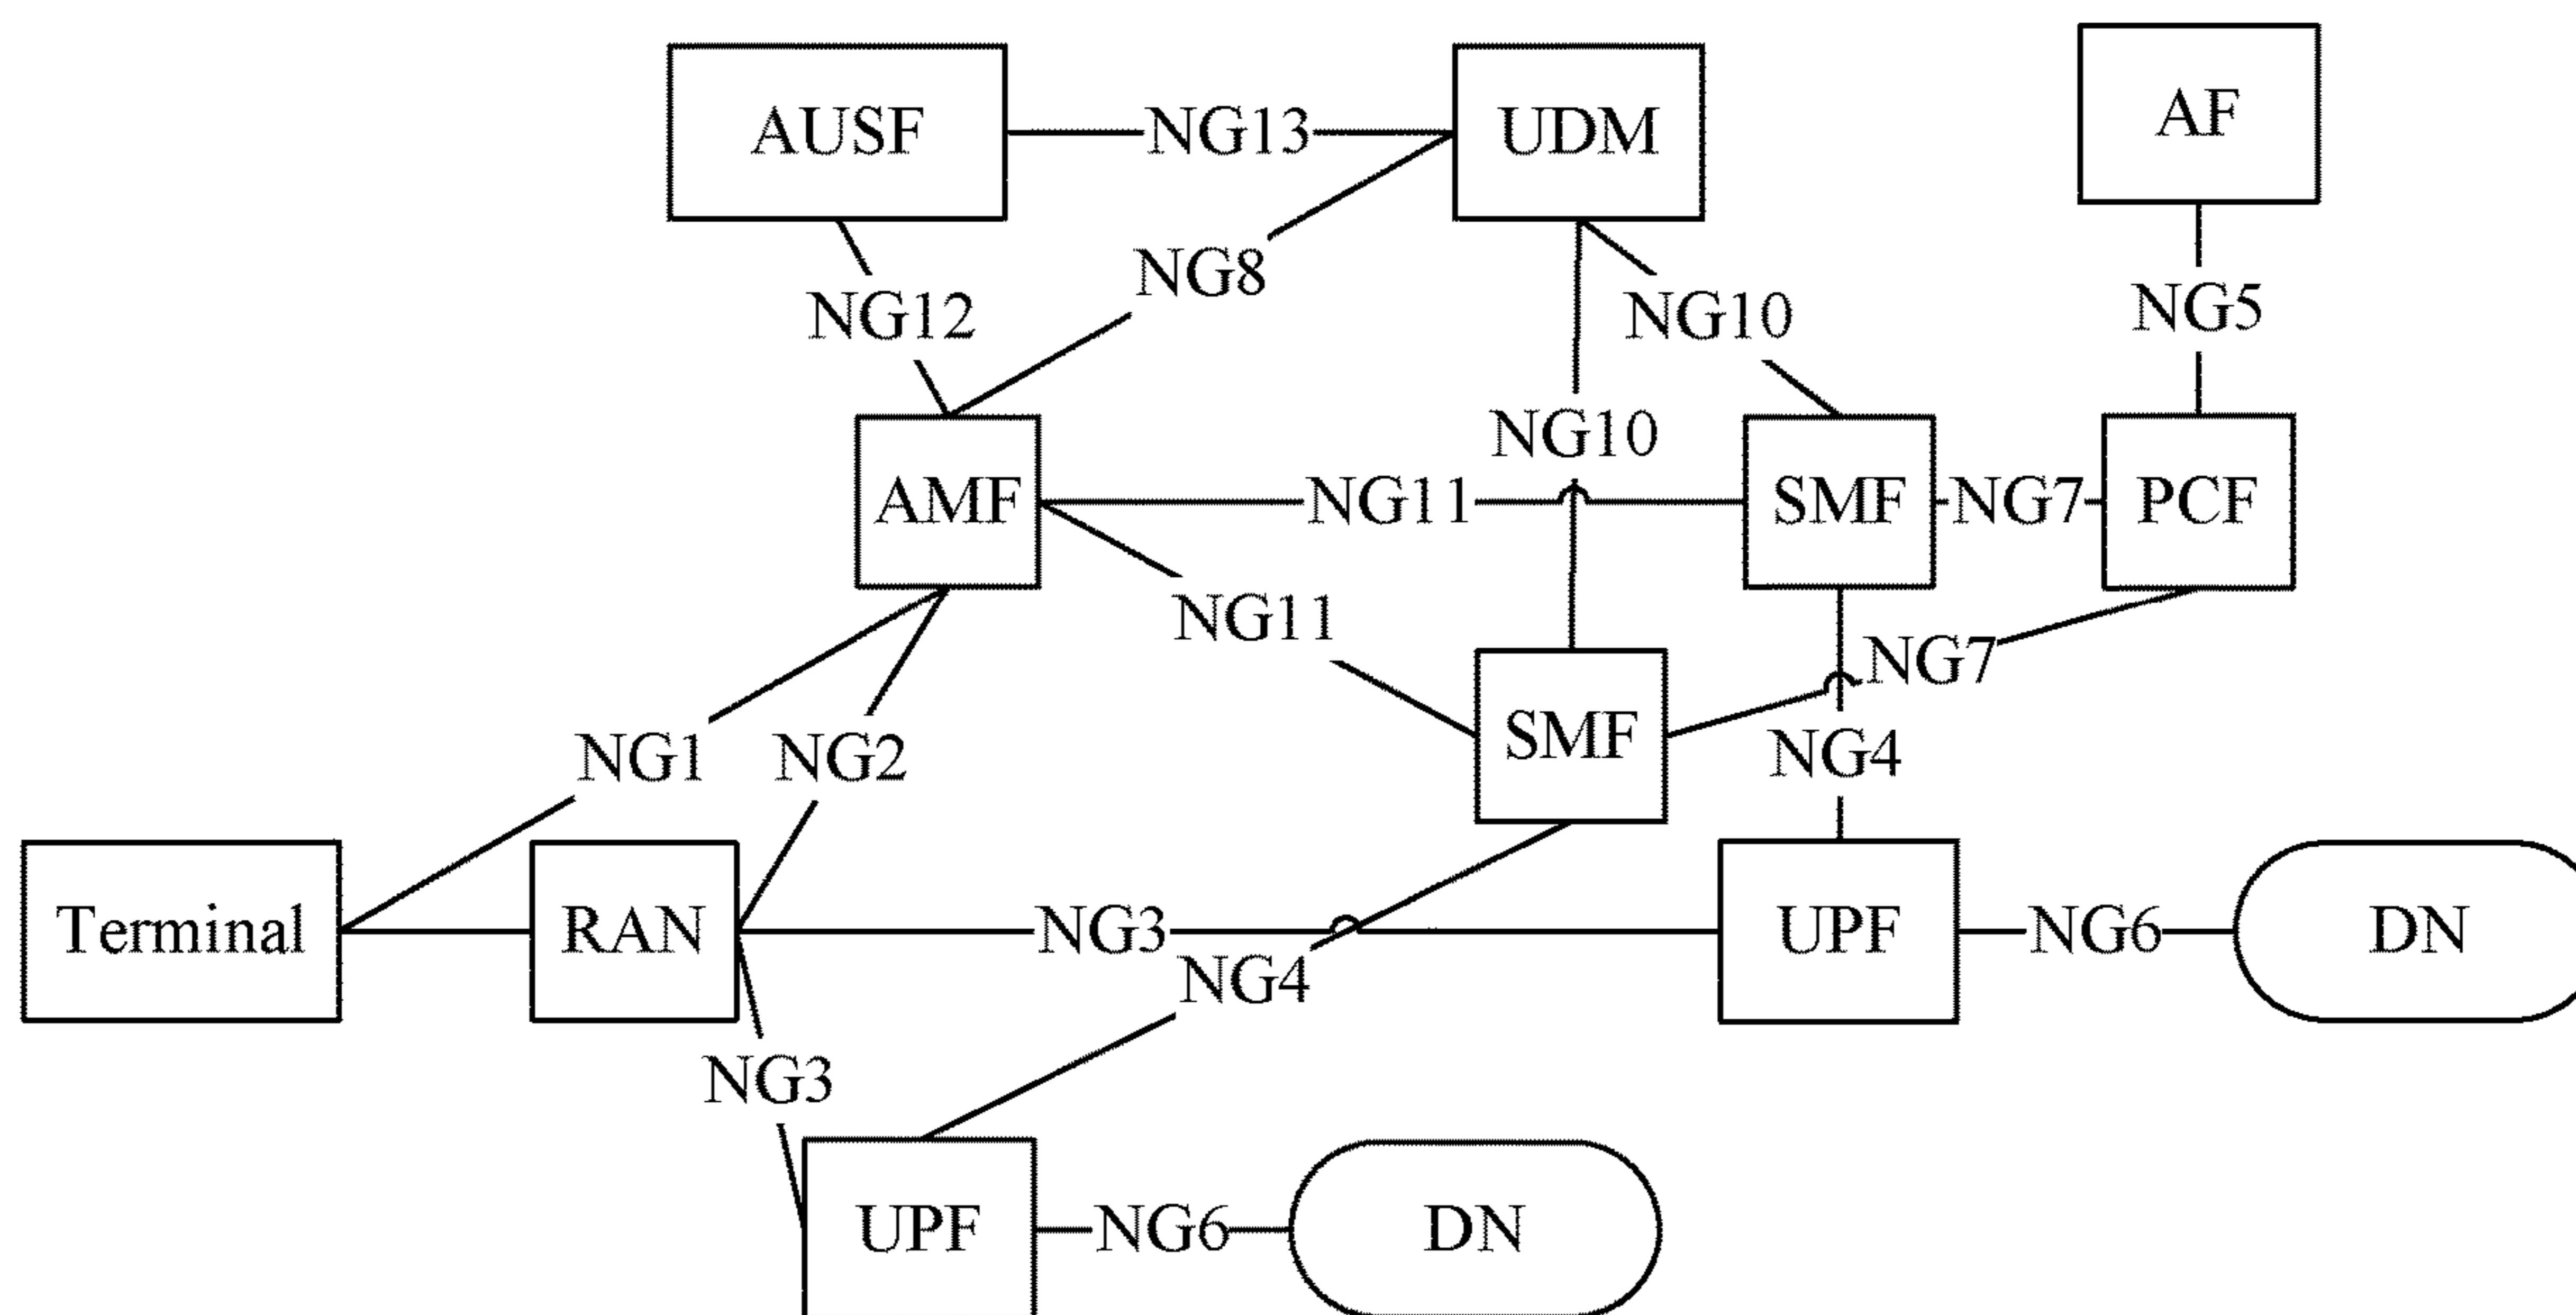 AF
AUSF
NG13
UDM
NG8
NG12
NG10
NG5
NG10
AMF
NG11
SMF
NG7
PCF
NG11
NG7
SMF
NG1
NG2
NG4
Terminal
RAN
NG3
UPF
NG6
DN
NG4
NG3
UPF
NG6
DN